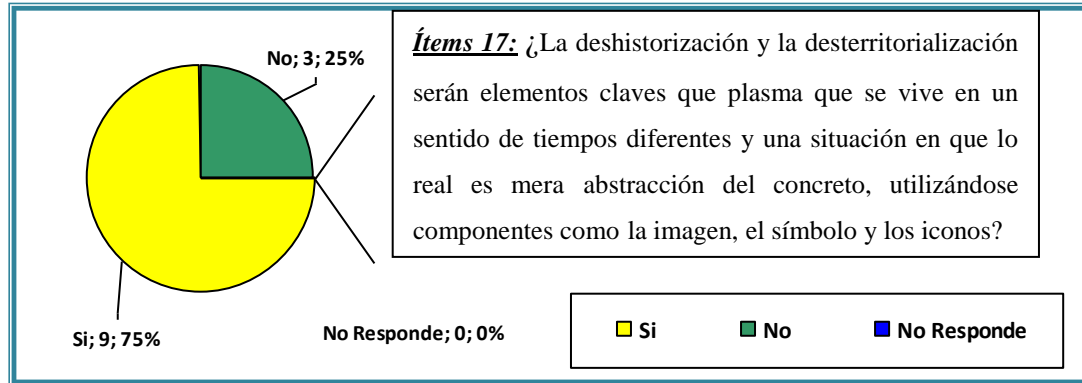 No; 3; 25%
Ítems 17: ¿La deshistorización y la desterritorialización
serán elementos claves que plasma que se vive en un
sentido de tiempos diferentes y una situación en que lo
real es mera abstracción del concreto, utilizándose
componentes como la imagen, el símbolo y los iconos?
Si; 9; 75%
No Responde; 0; 0%
Si
No
No Responde